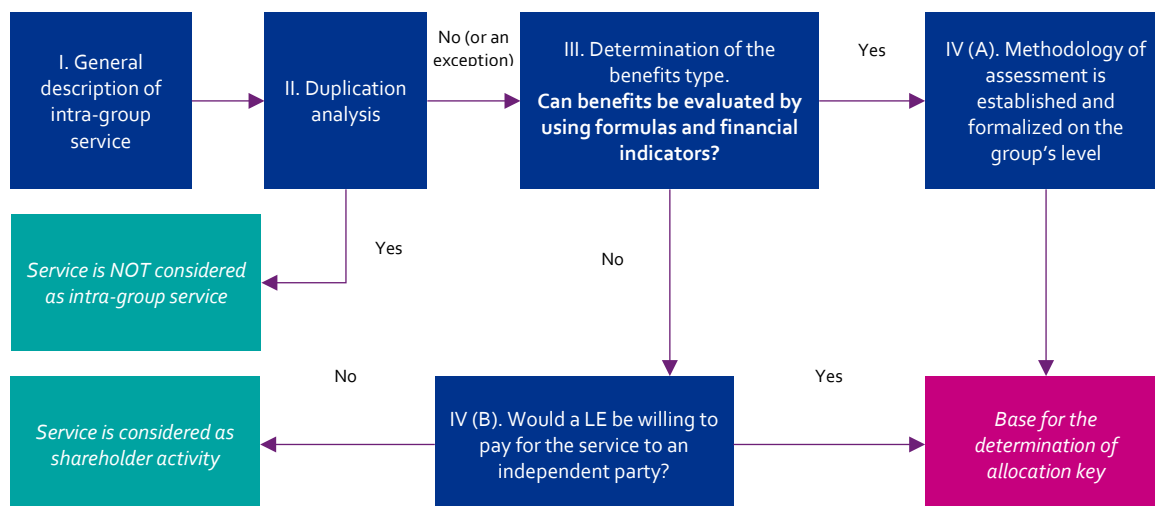 I. General
description of
intra-group
service
II. Duplication
analysis
No (or an
exception)
III. Determination of the
benefits type.
Can benefits be evaluated by
using formulas and financial
indicators?
Yes
IV (A). Methodology of
assessment is
established and
formalized on the
group's level
Service is NOT considered
as intra-group service
Yes
No
Service is considered as
shareholder activity
No
IV (B). Would a LE be willing to
pay for the service to an
independent party?
Yes
Base for the
determination of
allocation key